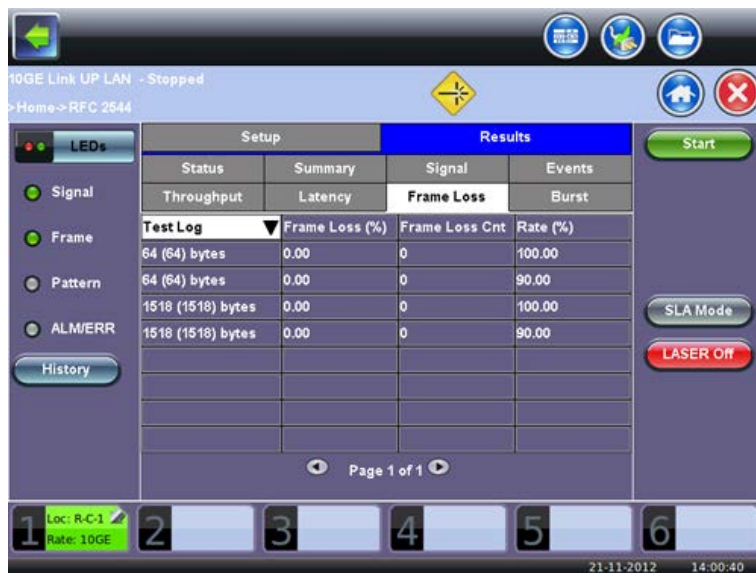 10GE Link UP LAN - Stopped
>Home->RFC 2544
LEDs
Signal
Frame
Pattern
ALM/ERR
History
Setup Results
Status Summary Signal Events
Throughput Latency Frame Loss Burst
Test Log Frame Loss (%) Frame Loss Cnt Rate (%)
64 (64) bytes 0.00 0 100.00
64 (64) bytes 0.00 0 90.00
1518 (1518) bytes 0.00 0 100.00
1518 (1518) bytes 0.00 0 90.00
Page 1 of 1
Start
SLA Mode
LASER Off
1 Loc: R-C-1
Rate: 10GE
2
3
4
5
6
21-11-2012 14:00:40